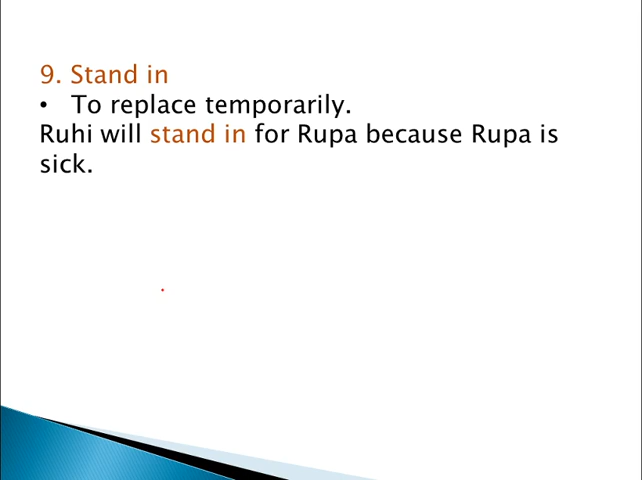 9. Stand in
• To replace temporarily.
Ruhi will stand in for Rupa because Rupa is
sick.